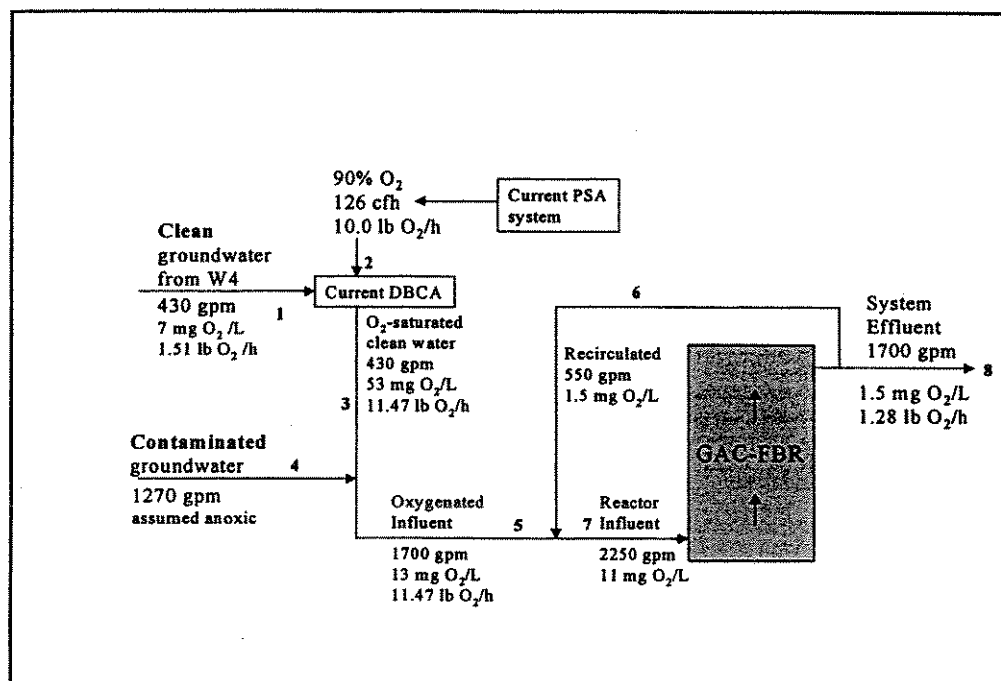 90% O₂
126 cfh
10.0 lb O₂/h
Current PSA
system
2
Clean
groundwater
from W4
430 gpm
7 mg O₂/L
1.51 lb O₂/h
1
Current DBCA
O₂-saturated
clean water
430 gpm
53 mg O₂/L
11.47 lb O₂/h
3
Contaminated
groundwater
4
1270 gpm
assumed anoxic
Oxygenated
Influent
5
1700 gpm
13 mg O₂/L
11.47 lb O₂/h
6
Recirculated
550 gpm
1.5 mg O₂/L
7
Reactor
Influent
2250 gpm
11 mg O₂/L
GAC-FBR
System
Effluent
1700 gpm
8
1.5 mg O₂/L
1.28 lb O₂/h